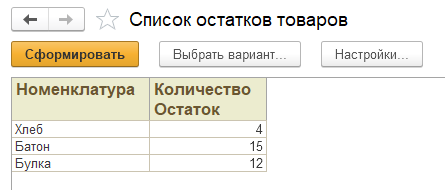 Список остатков товаров
Сформировать Выбрать вариант... Настройки...
Номенклатура Количество Остаток
Хлеб 4
Батон 15
Булка 12